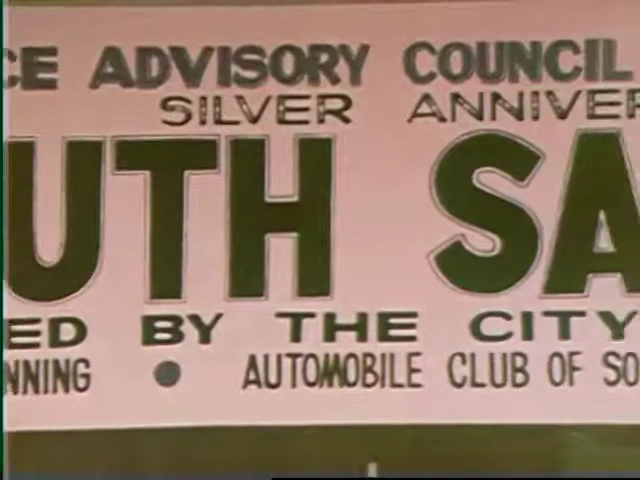 CE ADVISORY COUNCIL
SILVER ANNIVER
UTH SA
ED BY THE CITY
NNING • AUTOMOBILE CLUB OF SO